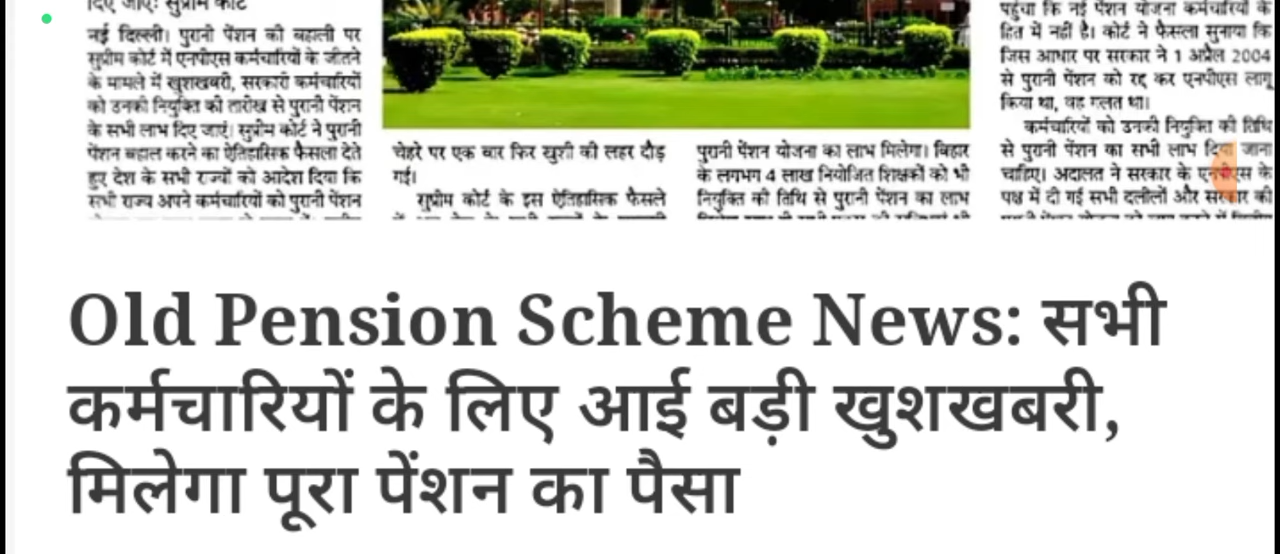 दिए जाएः सुप्रीम कोर्ट
नई दिल्ली। पुरानी पेंशन की बहाली पर
सुप्रीम कोर्ट में एनपीएस कर्मचारियों के जीतने
के मामले में खुशखबरी, सरकारी कर्मचारियों
को उनकी नियुक्ति की तारीख से पुरानी पेंशन
के सभी लाभ दिए जाएं। सुप्रीम कोर्ट ने पुरानी
पेंशन बहाल करने का ऐतिहासिक फैसला देते
हुए देश के सभी राज्यों को आदेश दिया कि
सभी राज्य अपने कर्मचारियों को पुरानी पेंशन
चेहरे पर एक बार फिर खुशी की लहर दौड़
गई।
सुप्रीम कोर्ट के इस ऐतिहासिक फैसले
पुरानी पेंशन योजना का लाभ मिलेगा। बिहार
के लगभग 4 लाख नियोजित शिक्षकों को भी
नियुक्ति की तिथि से पुरानी पेंशन का लाभ
पहुंचा कि नई पेंशन योजना कर्मचारियों के
हित में नहीं है। कोर्ट ने फैसला सुनाया कि
जिस आधार पर सरकार ने 1 अप्रैल 2004
से पुरानी पेंशन को रद्द कर एनपीएस लागू
किया था, वह गलत था।
कर्मचारियों को उनकी नियुक्ति की तिथि
से पुरानी पेंशन का सभी लाभ दिया जाना
चाहिए। अदालत ने सरकार के एनपीएस के
पक्ष में दी गई सभी दलीलों और सरकार की
Old Pension Scheme News: सभी
कर्मचारियों के लिए आई बड़ी खुशखबरी,
मिलेगा पूरा पेंशन का पैसा